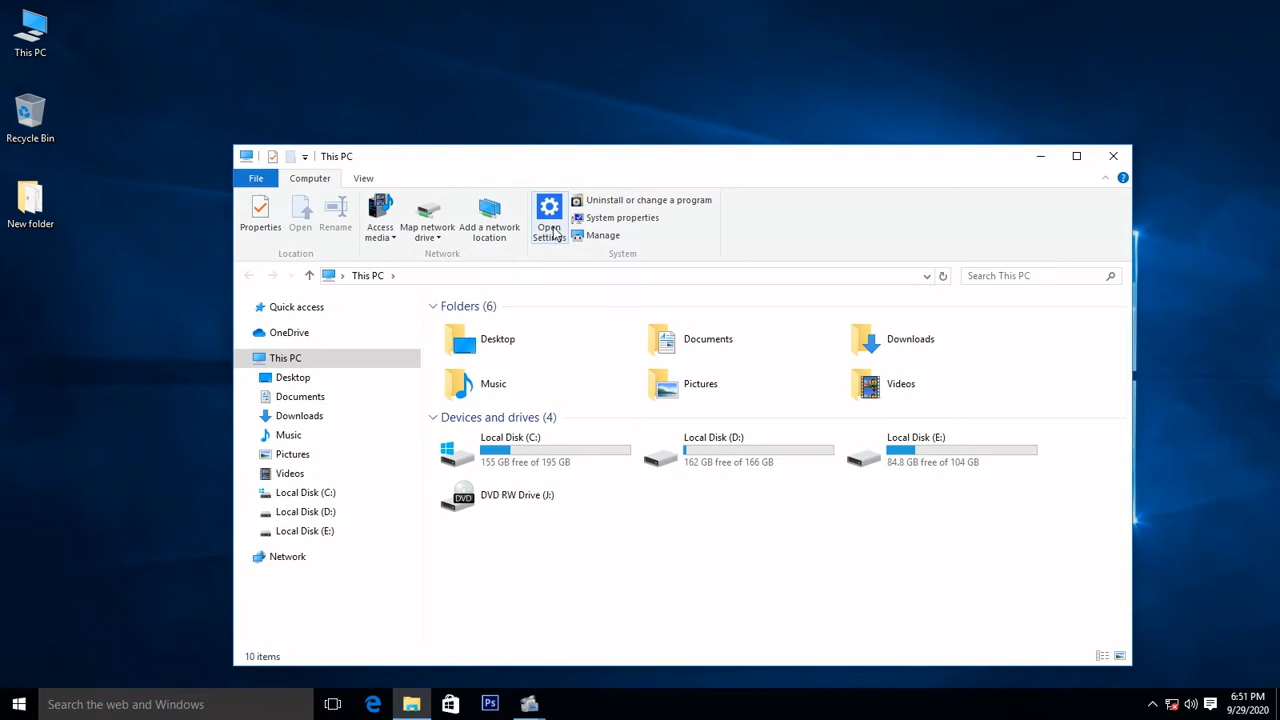 This PC
Recycle Bin
New folder
This PC
File Computer View
Properties
Open
Rename
Location
Access
media
Map network
drive
Add a network
location
Network
Open
Settings
Uninstall or change a program
System properties
Manage
System
This PC
Search This PC
Quick access
OneDrive
This PC
Desktop
Documents
Downloads
Music
Pictures
Videos
Local Disk (C:)
Local Disk (D:)
Local Disk (E:)
Network
Folders (6)
Desktop
Documents
Downloads
Music
Pictures
Videos
Devices and drives (4)
Local Disk (C:)
155 GB free of 195 GB
Local Disk (D:)
162 GB free of 166 GB
Local Disk (E:)
84.8 GB free of 104 GB
DVD
DVD RW Drive (J:)
10 items
Search the web and Windows
Ps
6:51 PM
9/29/2020